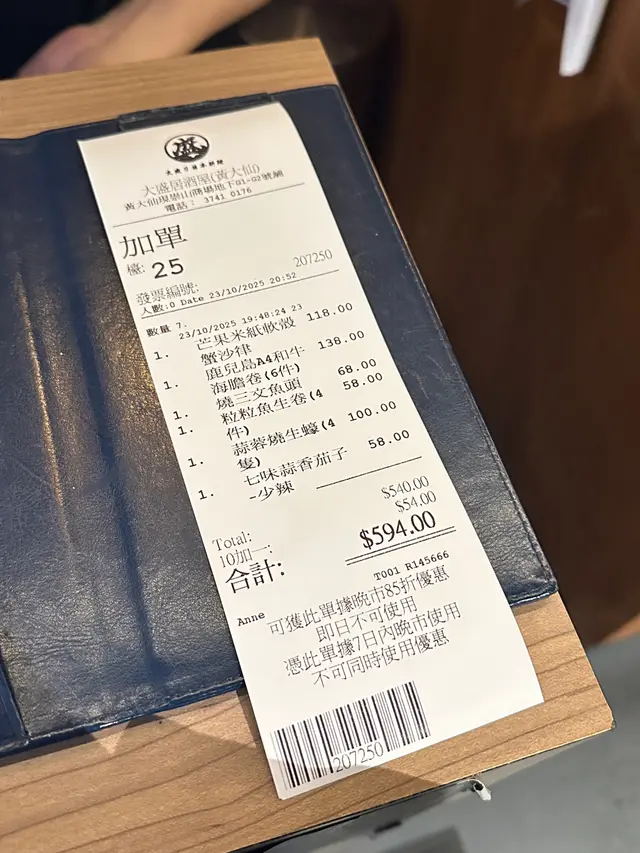 盛
大盛居酒屋(黃大仙)
黃大仙現崇山商場地下G1-G2號舖
電話: 3741 0176
加單
檯: 25
發票編號: 207250
人數:0 Date 23/10/2025 20:52
數量 7.
23/10/2025 19:48:24 23
1. 芒果米紙軟殼 118.00
蟹沙律
1. 鹿兒島A4和牛 138.00
海膽卷(6件)
1. 燒三文魚頭 68.00
1. 粒粒魚生卷(4 58.00
件)
1. 蒜蓉燒生蠔(4 100.00
隻)
1. 七味蒜香茄子 58.00
-少辣
Total: $540.00
10加一: $54.00
合計: $594.00
T001 R145666
Anne
可獲此單據晚市85折優惠
即日不可使用
憑此單據7日內晚市使用
不可同時使用優惠
207250